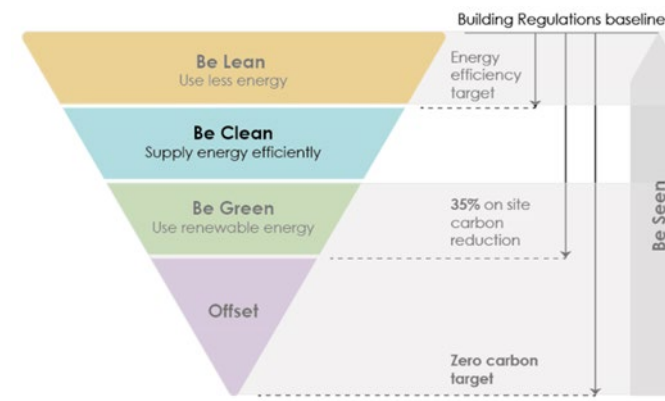 Building Regulations baseline
Be Lean
Use less energy
Energy
efficiency
target
Be Clean
Supply energy efficiently
Be Green
Use renewable energy
35% on site
carbon
reduction
Be Seen
Offset
Zero carbon
target